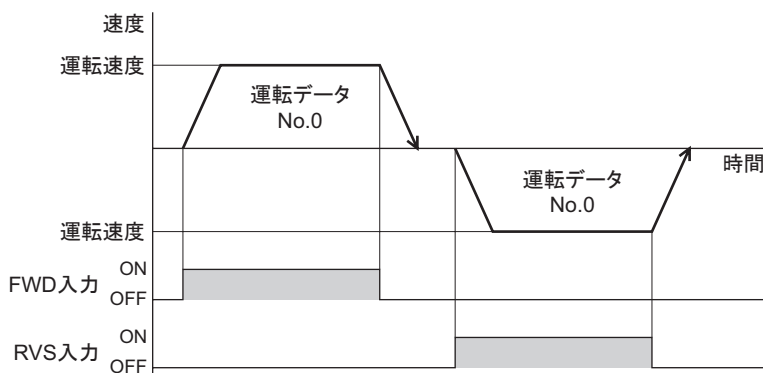 速度
運転速度
運転データ
No.0
時間
運転データ
No.0
運転速度
ON
FWD入力
OFF
ON
RVS入力
OFF